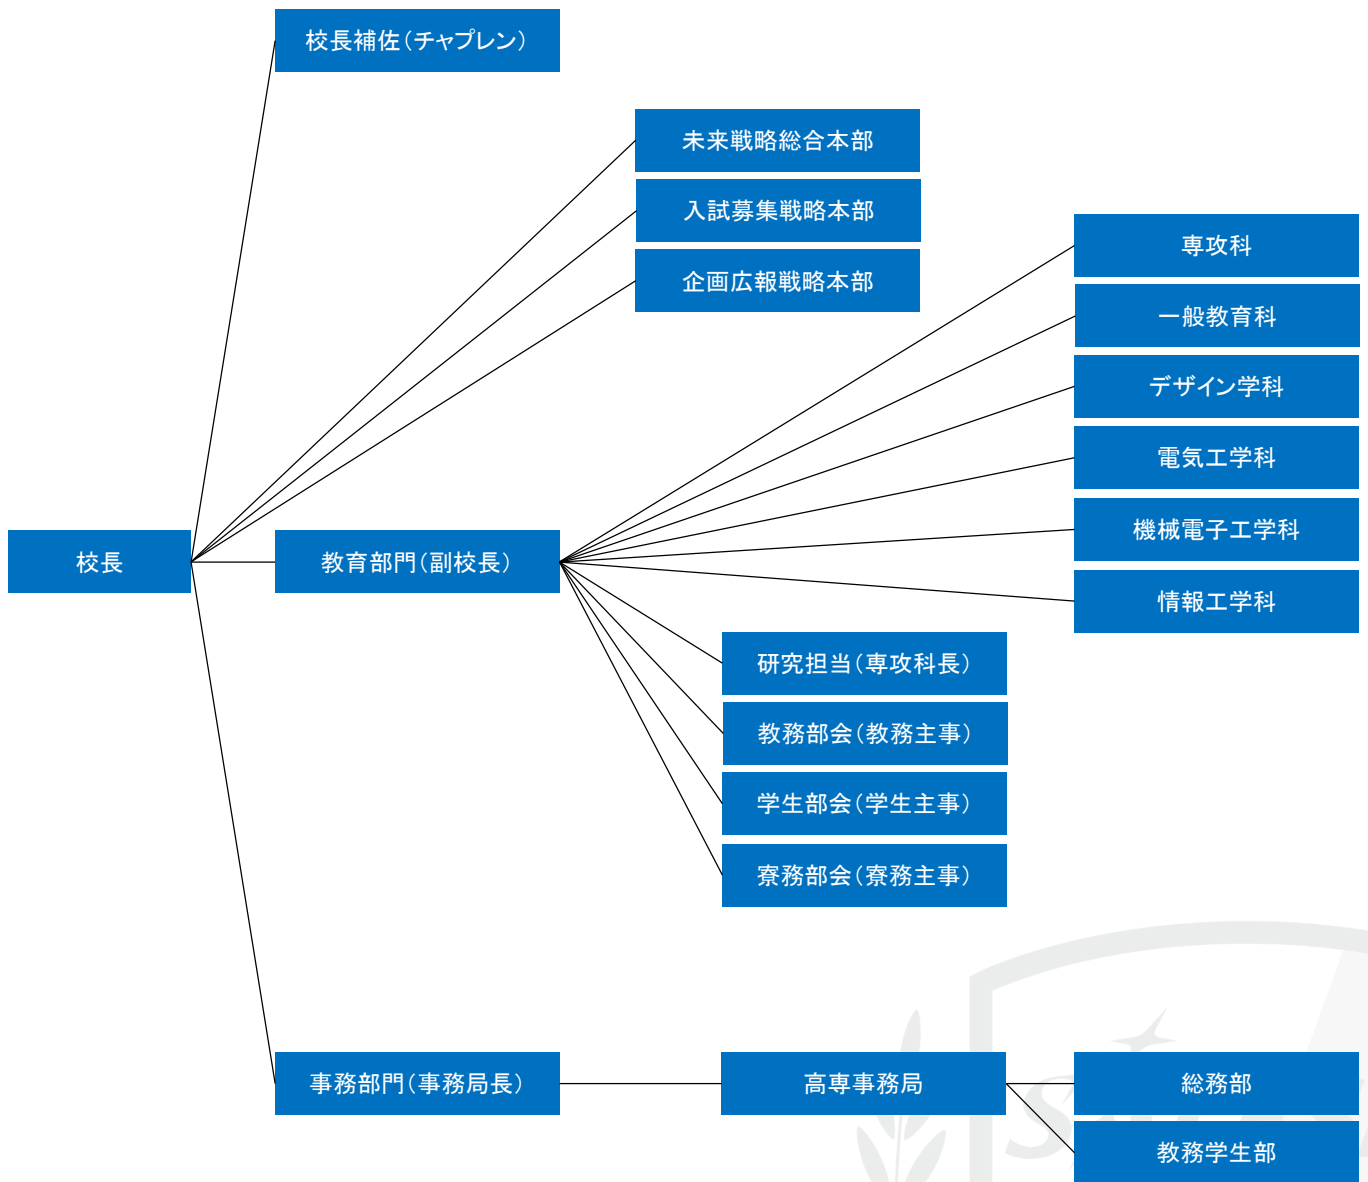 校長補佐（チャプレン）
未来戦略総合本部
入試募集戦略本部
企画広報戦略本部
専攻科
一般教育科
デザイン学科
電気工学科
機械電子工学科
情報工学科
校長
教育部門（副校長）
研究担当（専攻科長）
教務部会（教務主事）
学生部会（学生主事）
寮務部会（寮務主事）
事務部門（事務局長）
高専事務局
総務部
教務学生部